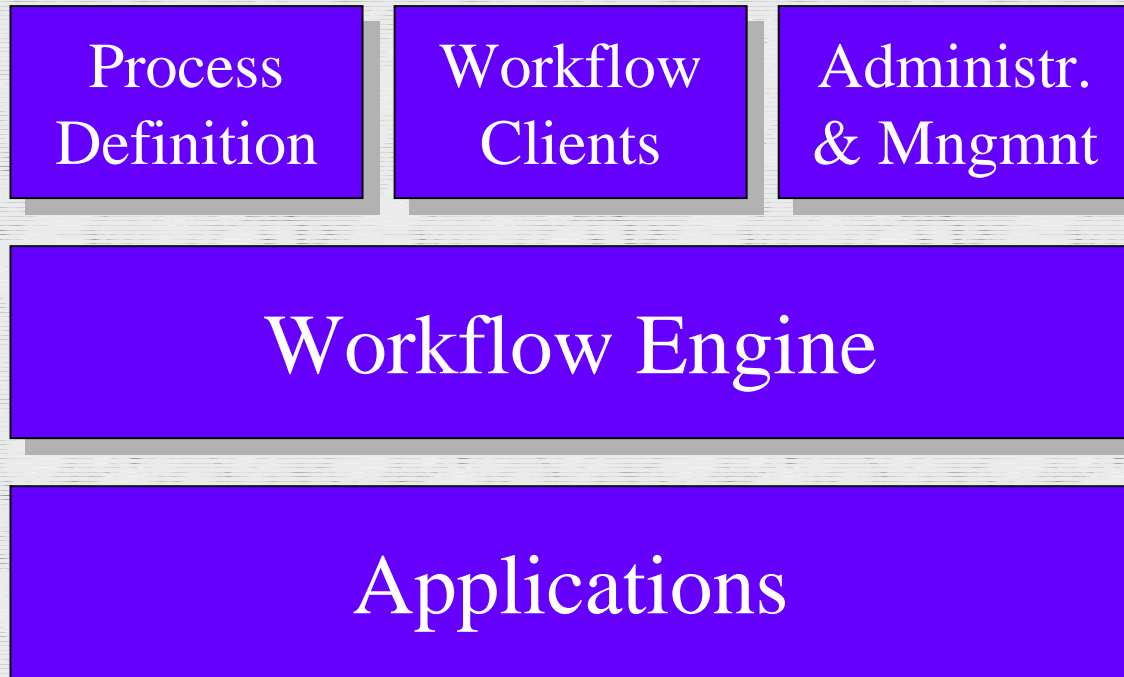 Process
Definition
Workflow
Clients
Administr.
& Mngmnt
Workflow Engine
Applications